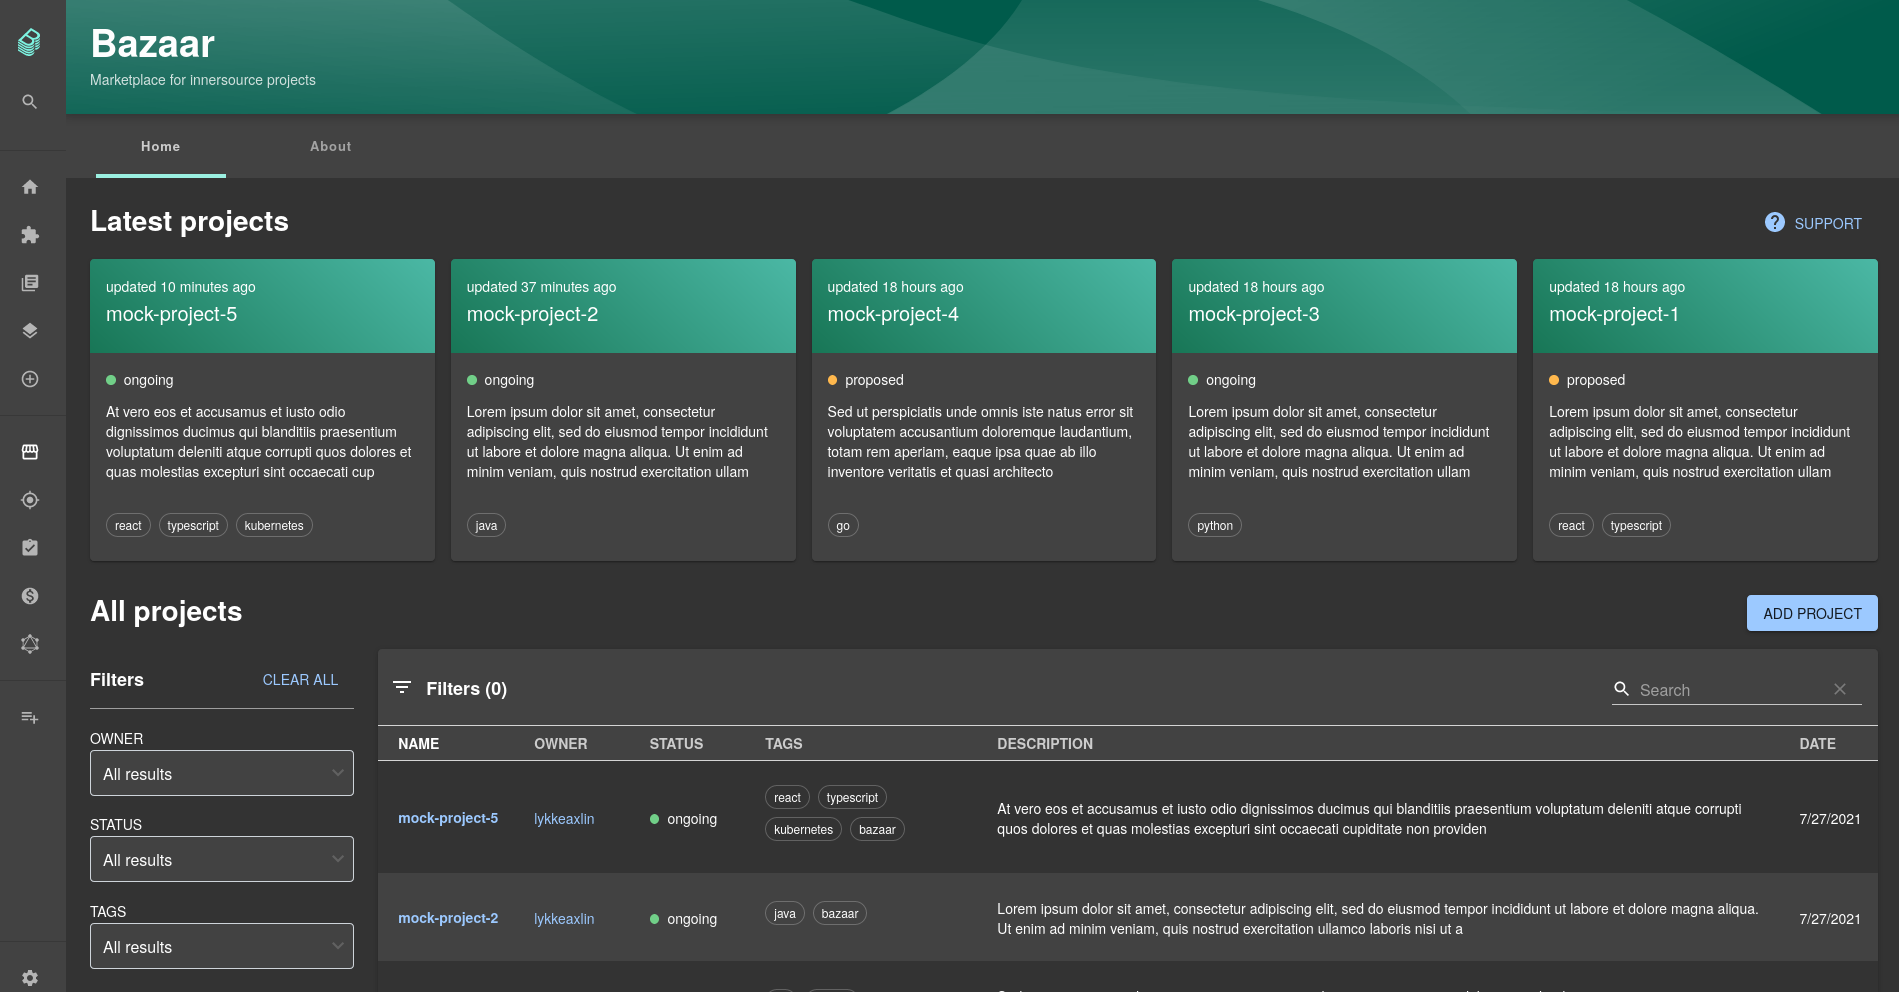 Bazaar
Marketplace for innersource projects
Home
About
Latest projects
SUPPORT
updated 10 minutes ago
mock-project-5
ongoing
At vero eos et accusamus et iusto odio
dignissimos ducimus qui blanditiis praesentium
voluptatum deleniti atque corrupti quos dolores et
quas molestias excepturi sint occaecati cup
react
typescript
kubernetes
updated 37 minutes ago
mock-project-2
ongoing
Lorem ipsum dolor sit amet, consectetur
adipiscing elit, sed do eiusmod tempor incididunt
ut labore et dolore magna aliqua. Ut enim ad
minim veniam, quis nostrud exercitation ullam
java
updated 18 hours ago
mock-project-4
proposed
Sed ut perspiciatis unde omnis iste natus error sit
voluptatem accusantium doloremque laudantium,
totam rem aperiam, eaque ipsa quae ab illo
inventore veritatis et quasi architecto
go
updated 18 hours ago
mock-project-3
ongoing
Lorem ipsum dolor sit amet, consectetur
adipiscing elit, sed do eiusmod tempor incididunt
ut labore et dolore magna aliqua. Ut enim ad
minim veniam, quis nostrud exercitation ullam
python
updated 18 hours ago
mock-project-1
proposed
Lorem ipsum dolor sit amet, consectetur
adipiscing elit, sed do eiusmod tempor incididunt
ut labore et dolore magna aliqua. Ut enim ad
minim veniam, quis nostrud exercitation ullam
react
typescript
All projects
ADD PROJECT
Filters
CLEAR ALL
OWNER
All results
STATUS
All results
TAGS
All results
Filters (0)
Search
NAME
OWNER
STATUS
TAGS
DESCRIPTION
DATE
mock-project-5
lykkeaxlin
ongoing
react
typescript
kubernetes
bazaar
At vero eos et accusamus et iusto odio dignissimos ducimus qui blanditiis praesentium voluptatum deleniti atque corrupti
quos dolores et quas molestias excepturi sint occaecati cupiditate non providen
7/27/2021
mock-project-2
lykkeaxlin
ongoing
java
bazaar
Lorem ipsum dolor sit amet, consectetur adipiscing elit, sed do eiusmod tempor incididunt ut labore et dolore magna aliqua.
Ut enim ad minim veniam, quis nostrud exercitation ullamco laboris nisi ut a
7/27/2021